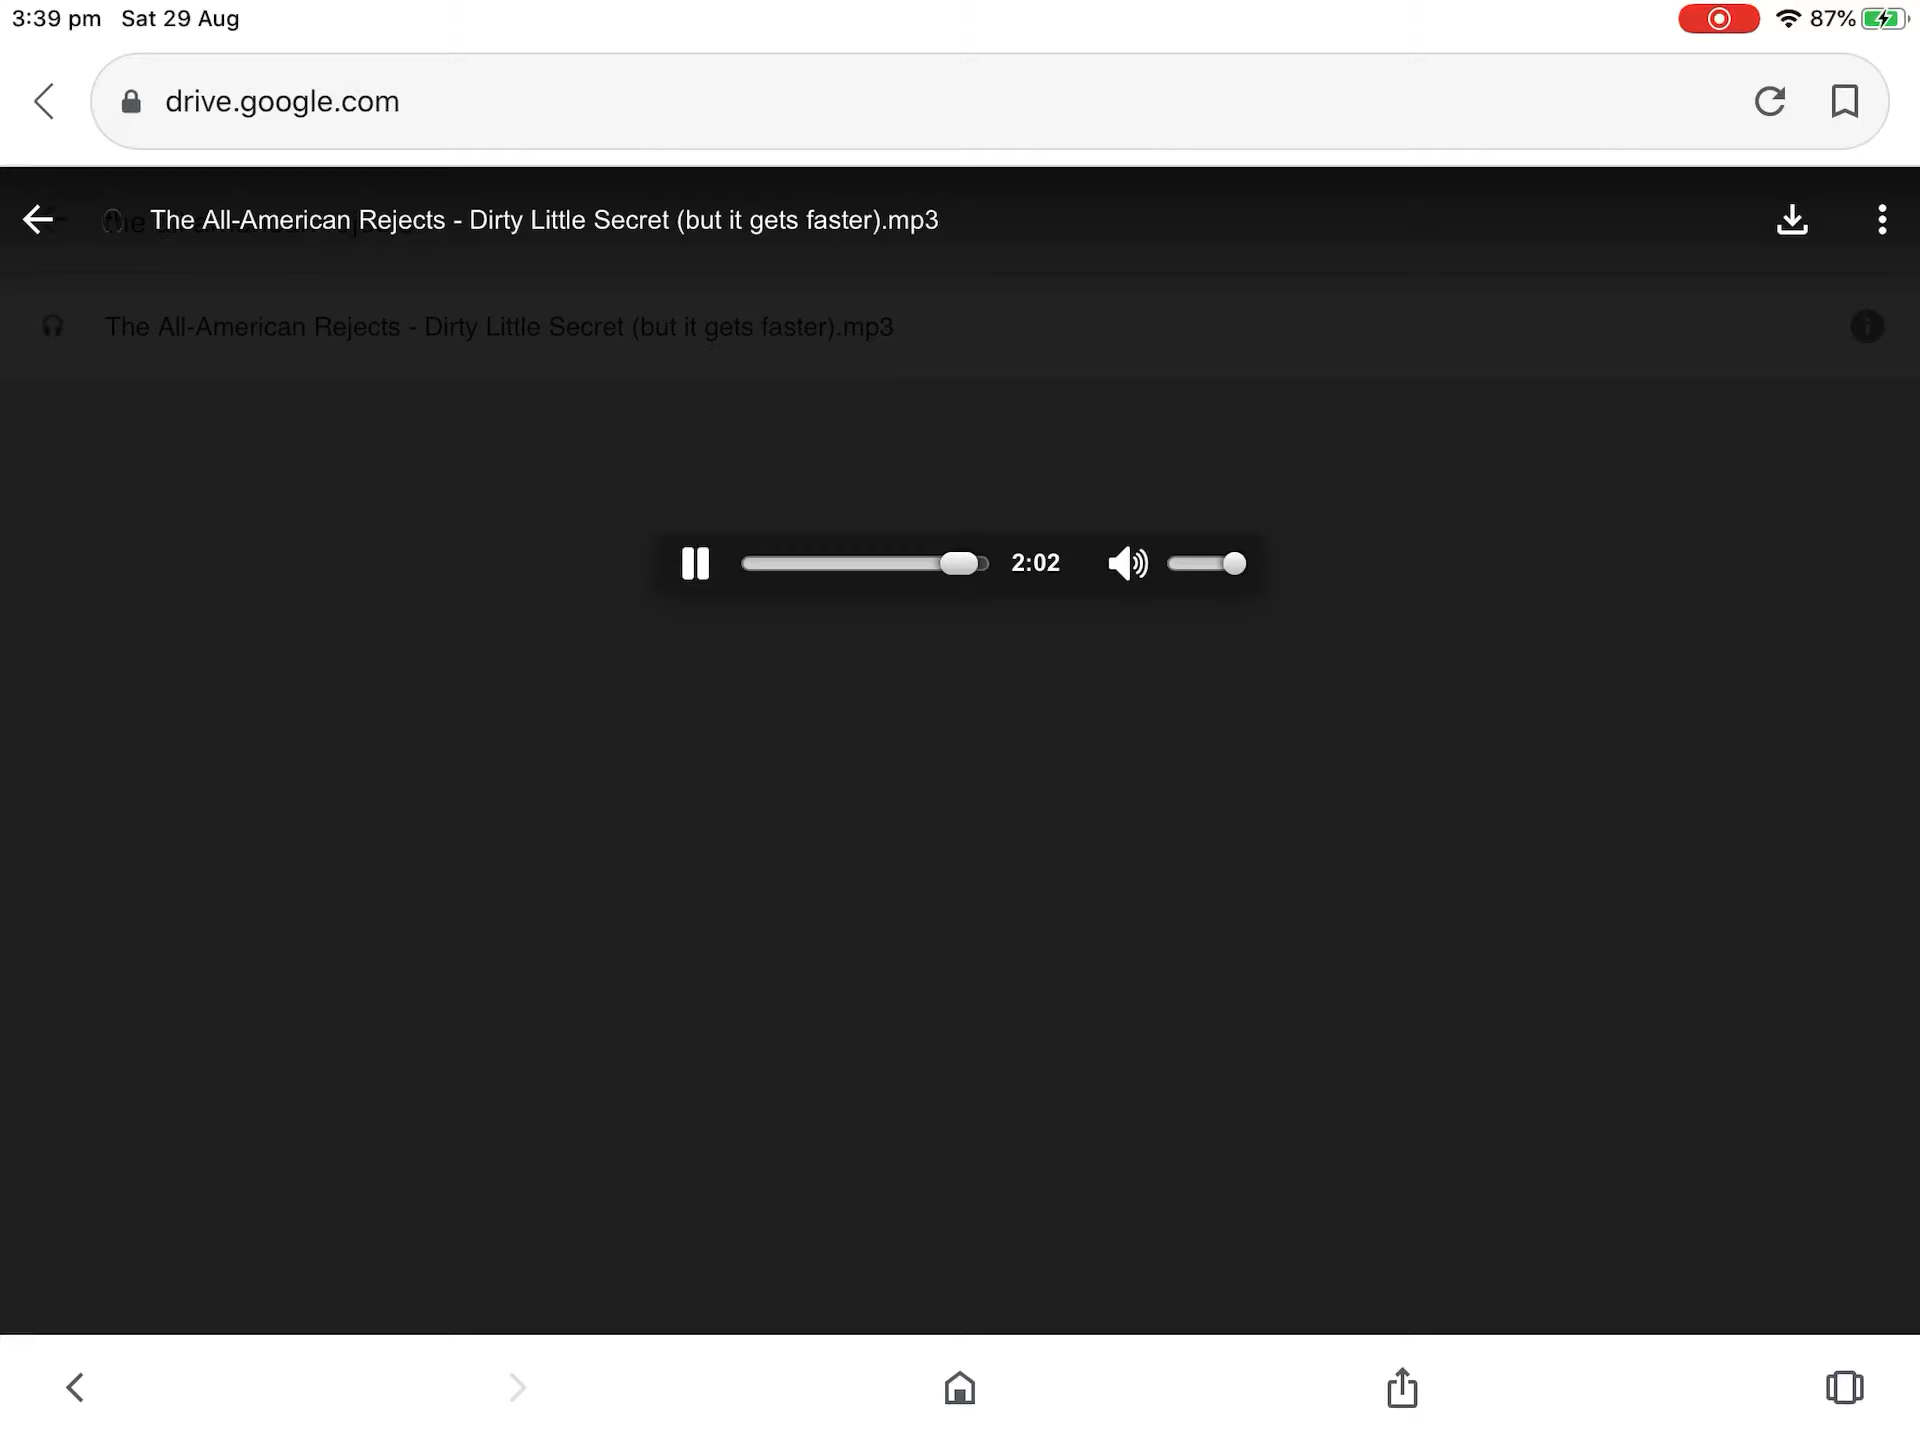 3:39 pm Sat 29 Aug 87%
drive.google.com
The All-American Rejects - Dirty Little Secret (but it gets faster).mp3
The All-American Rejects - Dirty Little Secret (but it gets faster).mp3
2:02